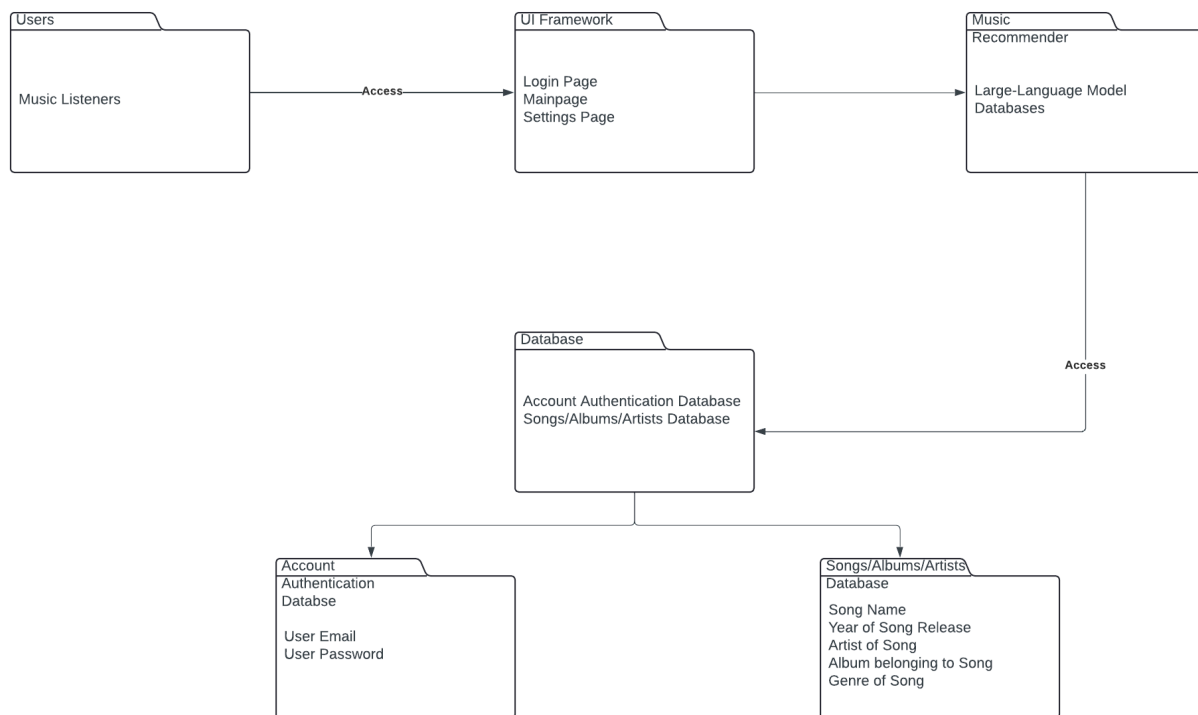 Users
Music Listeners
Access
UI Framework
Login Page
Mainpage
Settings Page
Music
Recommender
Large-Language Model
Databases
Access
Database
Account Authentication Database
Songs/Albums/Artists Database
Account
Authentication
Databse
User Email
User Password
Songs/Albums/Artists
Database
Song Name
Year of Song Release
Artist of Song
Album belonging to Song
Genre of Song